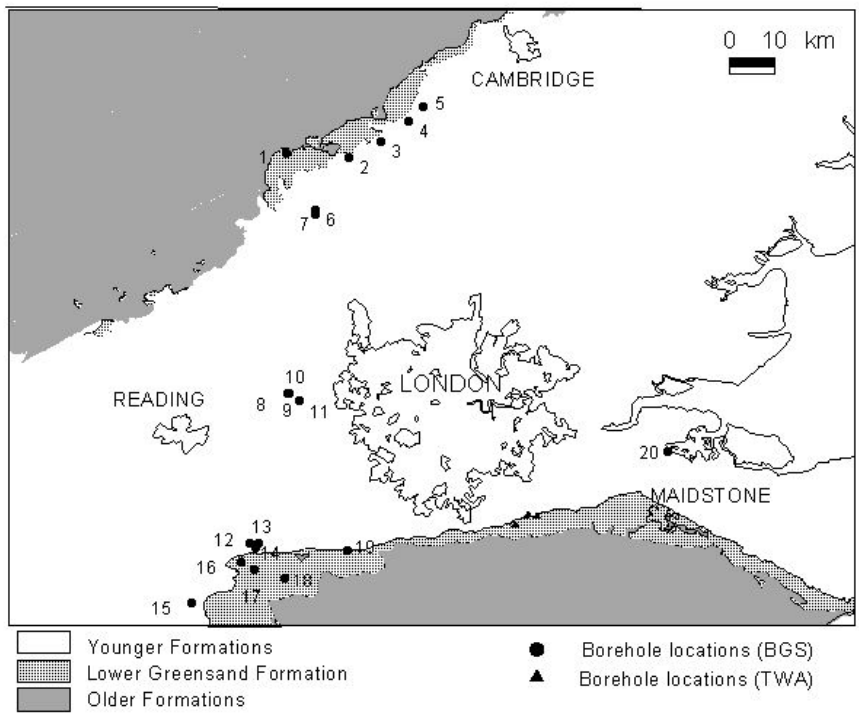 0 10 km
CAMBRIDGE
5
4
3
1
2
7 6
10
LONDON
READING
8 9 11
20
MAIDSTONE
12 13
14 19
16
17 18
15
Younger Formations
Lower Greensand Formation
Older Formations
Borehole locations (BGS)
Borehole locations (TWA)